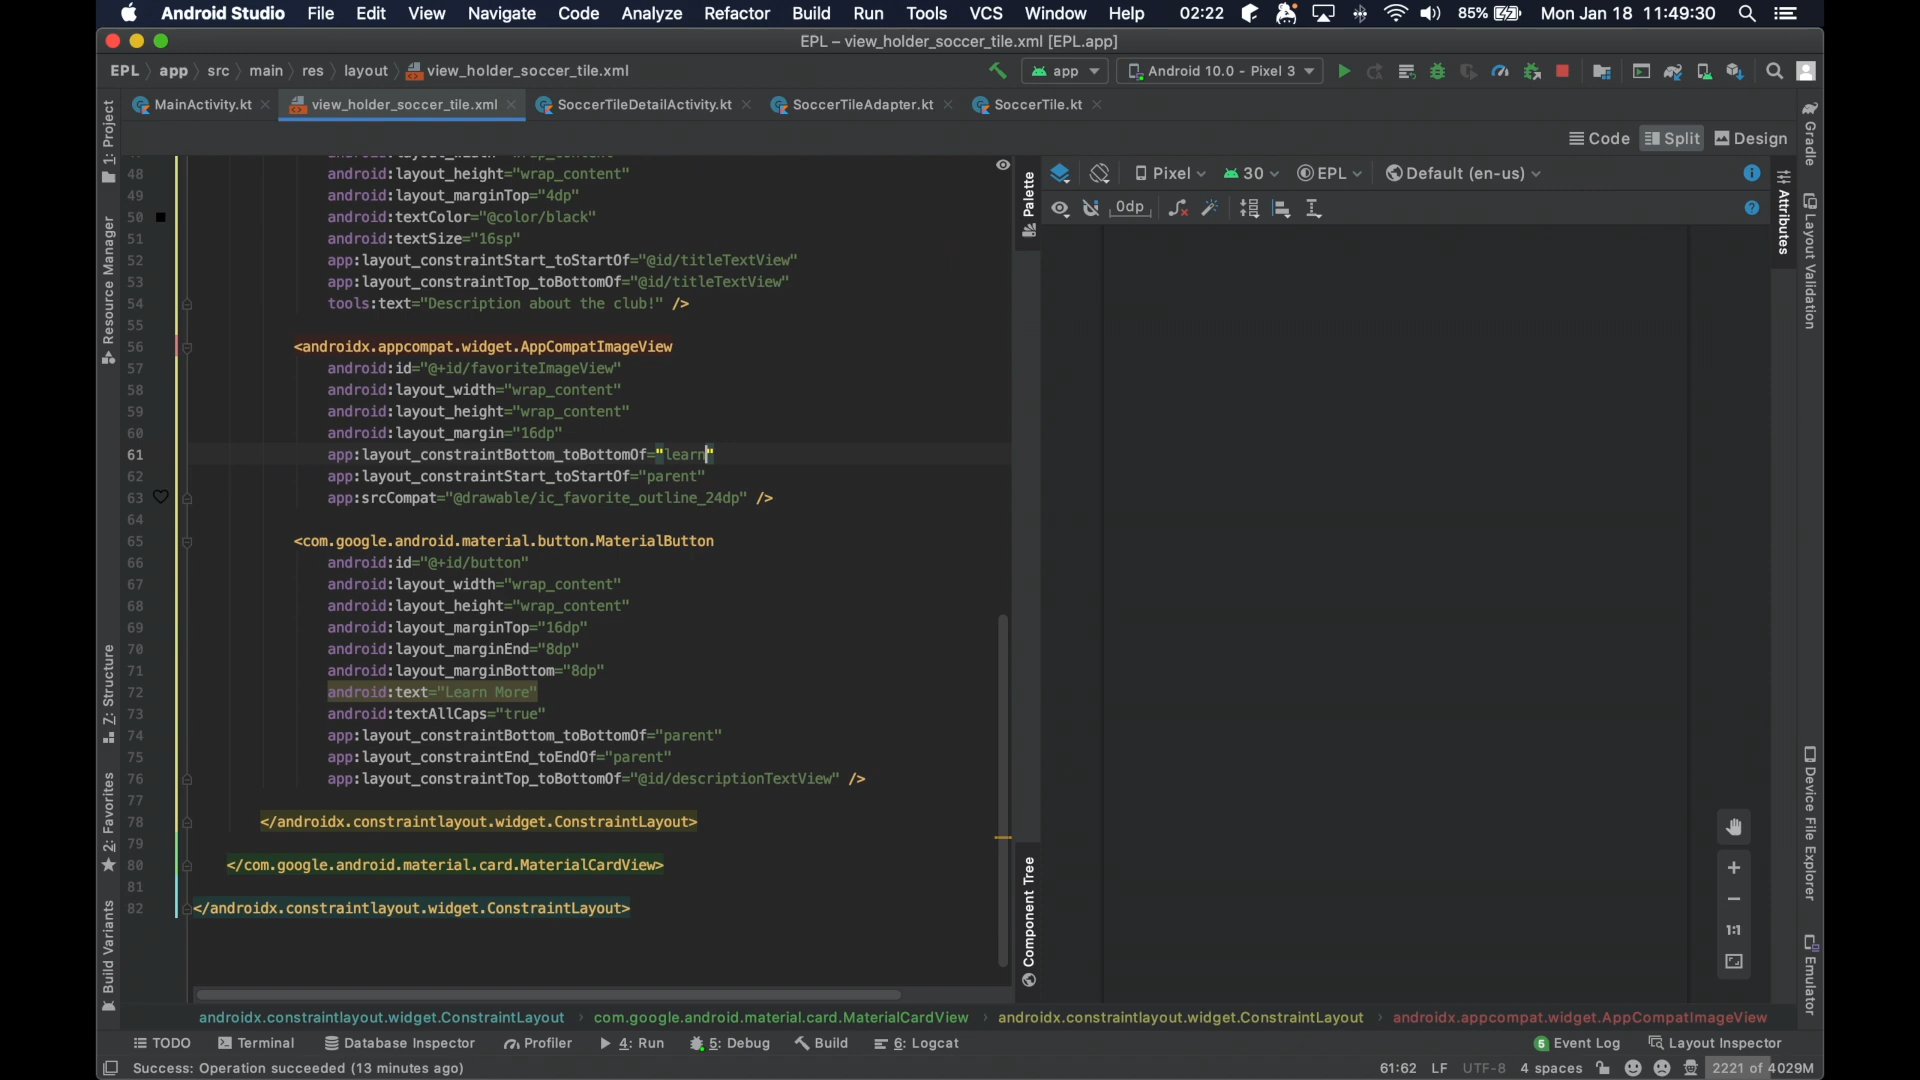 Android Studio File Edit View Navigate Code Analyze Refactor Build Run Tools VCS Window Help 02:22 85% Mon Jan 18 11:49:30
EPL – view_holder_soccer_tile.xml [EPL.app]
EPL app src main res layout view_holder_soccer_tile.xml app Android 10.0 - Pixel 3
MainActivity.kt view_holder_soccer_tile.xml SoccerTileDetailActivity.kt SoccerTileAdapter.kt SoccerTile.kt
Code Split Design
1: Project
Resource Manager
Z: Structure
2: Favorites
Build Variants
48 android:layout_height="wrap_content"
49 android:layout_marginTop="4dp"
50 android:textColor="@color/black"
51 android:textSize="16sp"
52 app:layout_constraintStart_toStartOf="@id/titleTextView"
53 app:layout_constraintTop_toBottomOf="@id/titleTextView"
54 tools:text="Description about the club!" />
55
56 <androidx.appcompat.widget.AppCompatImageView
57 android:id="@+id/favoriteImageView"
58 android:layout_width="wrap_content"
59 android:layout_height="wrap_content"
60 android:layout_margin="16dp"
61 app:layout_constraintBottom_toBottomOf="learn"
62 app:layout_constraintStart_toStartOf="parent"
63 app:srcCompat="@drawable/ic_favorite_outline_24dp" />
64
65 <com.google.android.material.button.MaterialButton
66 android:id="@+id/button"
67 android:layout_width="wrap_content"
68 android:layout_height="wrap_content"
69 android:layout_marginTop="16dp"
70 android:layout_marginEnd="8dp"
71 android:layout_marginBottom="8dp"
72 android:text="Learn More"
73 android:textAllCaps="true"
74 app:layout_constraintBottom_toBottomOf="parent"
75 app:layout_constraintEnd_toEndOf="parent"
76 app:layout_constraintTop_toBottomOf="@id/descriptionTextView" />
77
78 </androidx.constraintlayout.widget.ConstraintLayout>
79
80 </com.google.android.material.card.MaterialCardView>
81
82 </androidx.constraintlayout.widget.ConstraintLayout>
Palette
Component Tree
Pixel 30 EPL Default (en-us)
0dp
1:1
Attributes
Gradle
Layout Validation
Device File Explorer
Emulator
androidx.constraintlayout.widget.ConstraintLayout com.google.android.material.card.MaterialCardView androidx.constraintlayout.widget.ConstraintLayout androidx.appcompat.widget.AppCompatImageView
TODO Terminal Database Inspector Profiler 4: Run 5: Debug Build 6: Logcat 5 Event Log Layout Inspector
Success: Operation succeeded (13 minutes ago) 61:62 LF UTF-8 4 spaces 2221 of 4029M